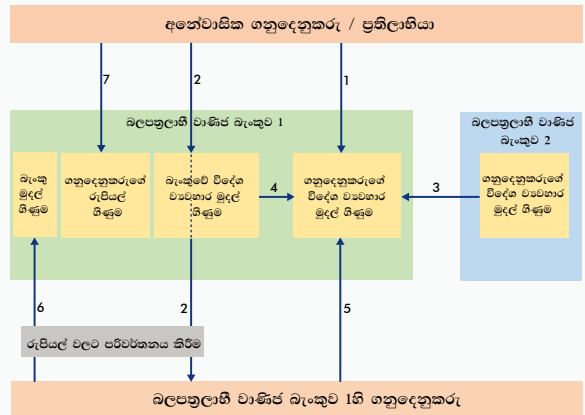 අනේවාසික ගනුදෙනුකරු / ප්‍රතිලාභියා
7
2
1
බලපත්‍රලාභී වාණිජ බැංකුව 1
බලපත්‍රලාභී වාණිජ
බැංකුව 2
බැංකු
මුදල්
ගිණුම
ගනුදෙනුකරුගේ
රුපියල්
ගිණුම
බැංකුවේ විදේශ
ව්‍යවහාර මුදල්
ගිණුම
4
ගනුදෙනුකරුගේ
විදේශ ව්‍යවහාර
මුදල් ගිණුම
3
ගනුදෙනුකරුගේ
විදේශ ව්‍යවහාර
මුදල් ගිණුම
6
2
5
රුපියල් වලට පරිවර්තනය කිරීම
බලපත්‍රලාභී වාණිජ බැංකුව 1හි ගනුදෙනුකරු